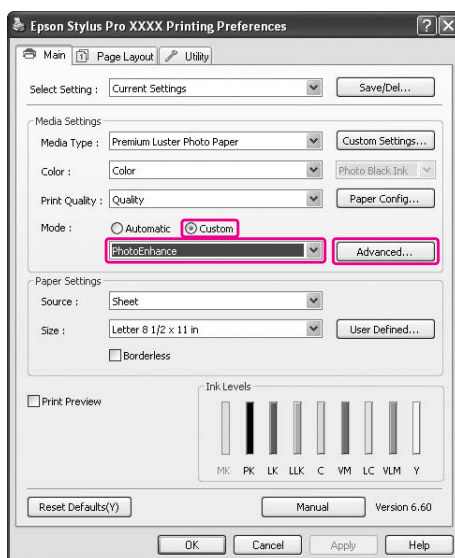 Epson Stylus Pro XXXX Printing Preferences
Main Page Layout Utility
Select Setting : Current Settings Save/Del...
Media Settings
Media Type : Premium Luster Photo Paper Custom Settings...
Color : Color Photo Black Ink
Print Quality : Quality Paper Config...
Mode : Automatic Custom
PhotoEnhance Advanced...
Paper Settings
Source : Sheet
Size : Letter 8 1/2 x 11 in User Defined...
Borderless
Print Preview
Ink Levels
MK PK LK LLK C VM LC VLM Y
Reset Defaults(Y) Manual Version 6.60
OK Cancel Apply Help